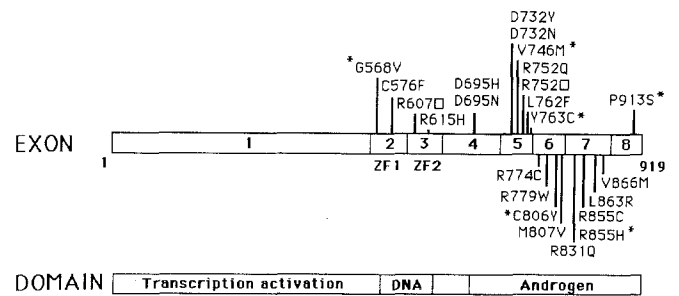 D732Y
D732N
*G568V
V746M*
C576F
R752Q
D695H
R607□
R752□
P913S*
D695N
L762F
R615H
Y763C*
EXON
1 2 3 4 5 6 7 8
1 ZF1 ZF2 919
R774C
V866M
R779W
L863R
*C806Y
R855C
M807V
R855H*
R831Q
DOMAIN
Transcription activation DNA Androgen